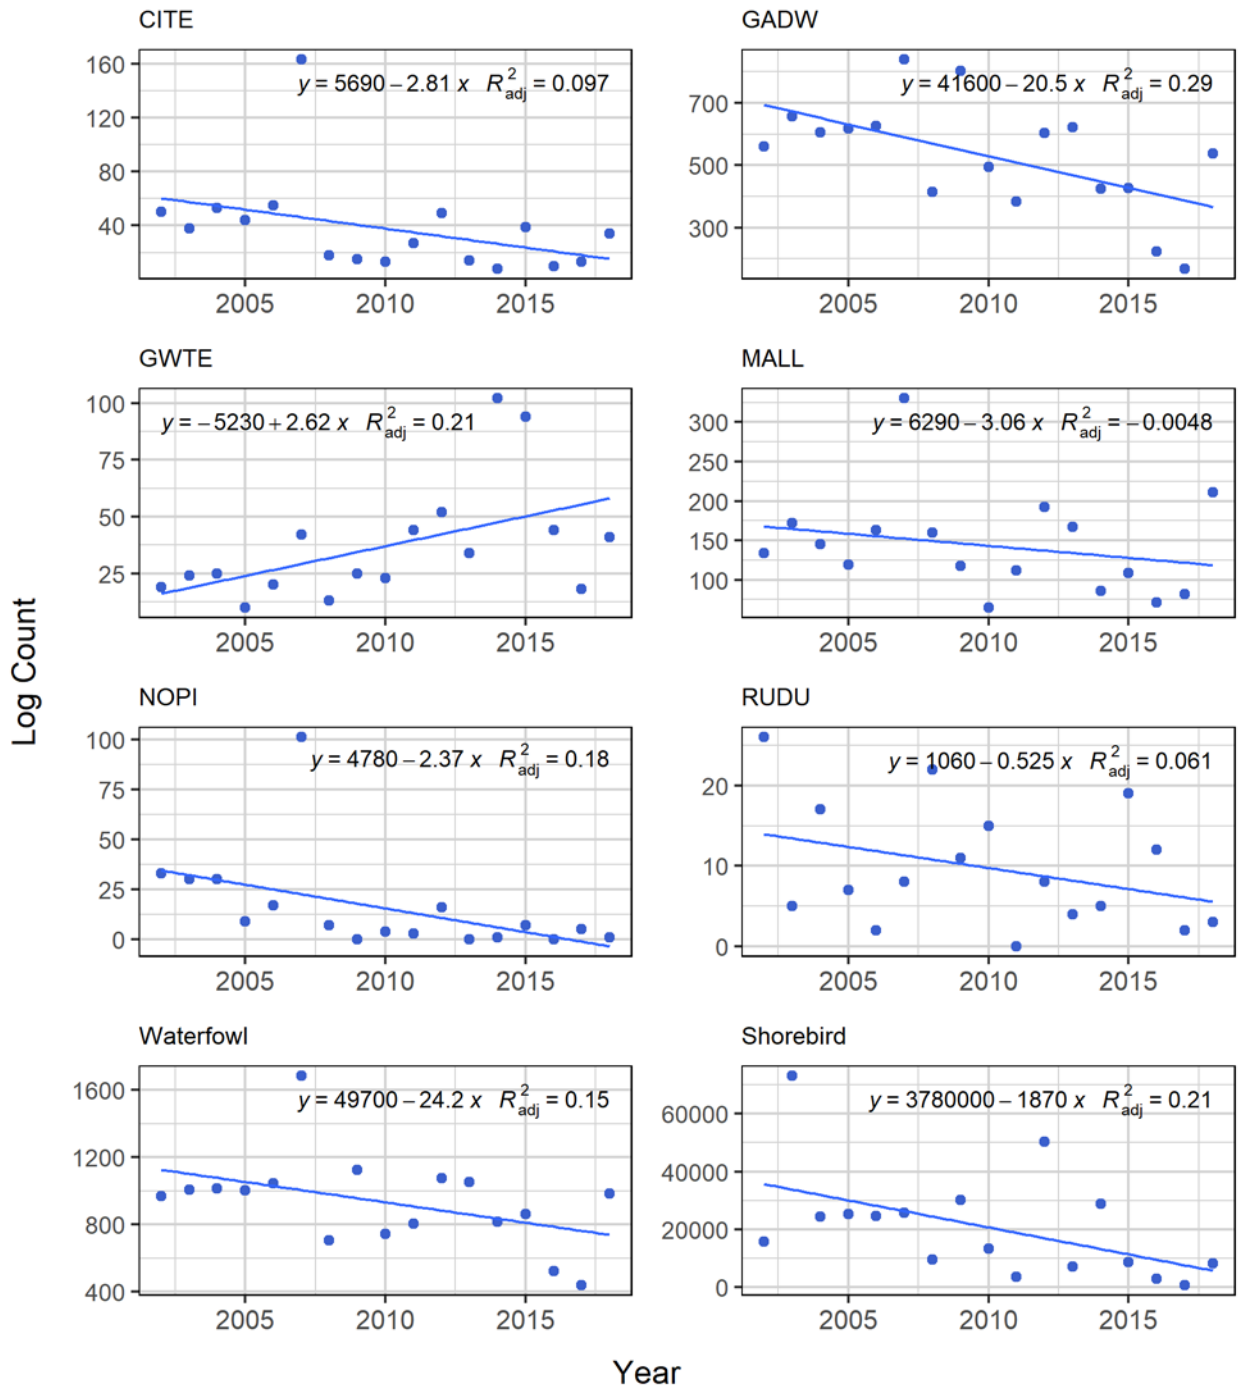 CITE
GADW
160
120
80
40
y = 5690 − 2.81 x R²adj = 0.097
2005 2010 2015
700
500
300
y = 41600 − 20.5 x R²adj = 0.29
2005 2010 2015
GWTE
MALL
100
75
50
25
y = − 5230 + 2.62 x R²adj = 0.21
2005 2010 2015
300
250
200
150
100
y = 6290 − 3.06 x R²adj = − 0.0048
2005 2010 2015
Log Count
NOPI
RUDU
100
75
50
25
0
y = 4780 − 2.37 x R²adj = 0.18
2005 2010 2015
20
10
0
y = 1060 − 0.525 x R²adj = 0.061
2005 2010 2015
Waterfowl
Shorebird
1600
1200
800
400
y = 49700 − 24.2 x R²adj = 0.15
2005 2010 2015
60000
40000
20000
0
y = 3780000 − 1870 x R²adj = 0.21
2005 2010 2015
Year